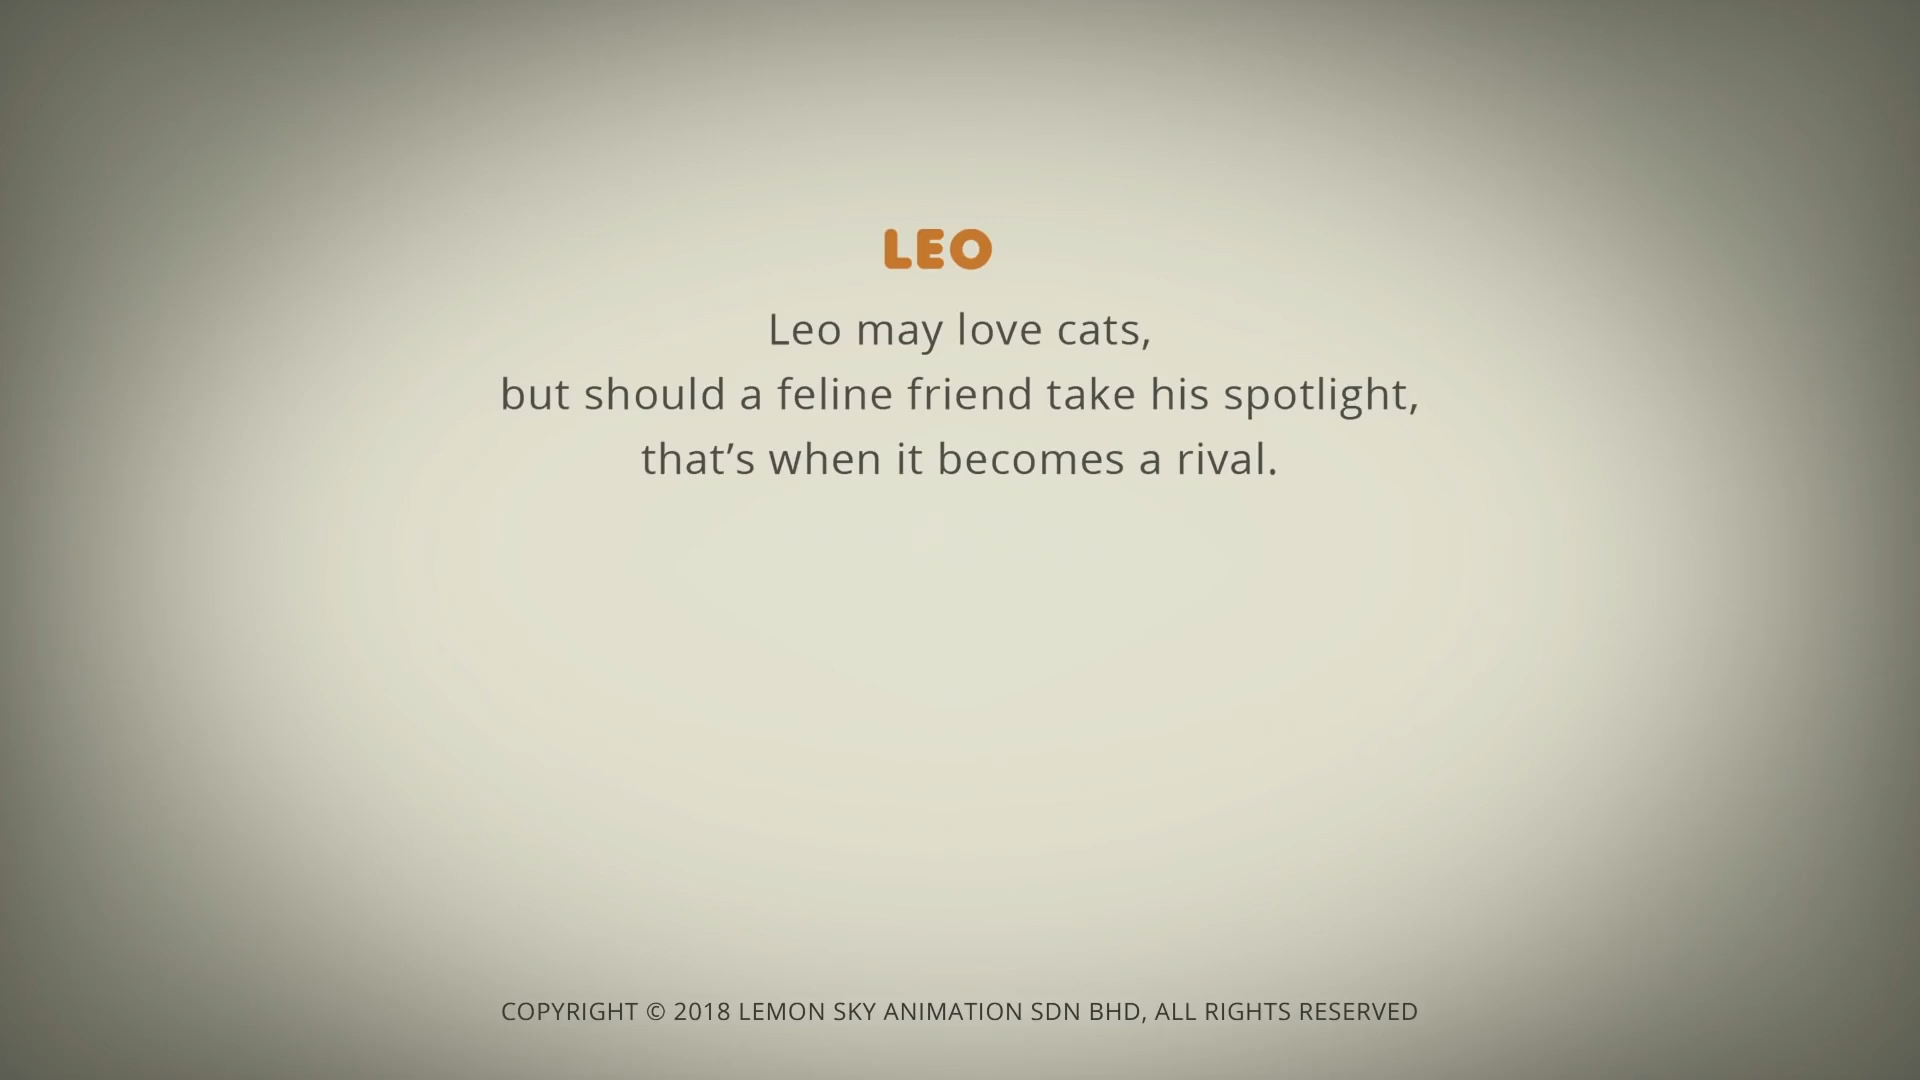 LEO
Leo may love cats,
but should a feline friend take his spotlight,
that’s when it becomes a rival.
COPYRIGHT © 2018 LEMON SKY ANIMATION SDN BHD, ALL RIGHTS RESERVED